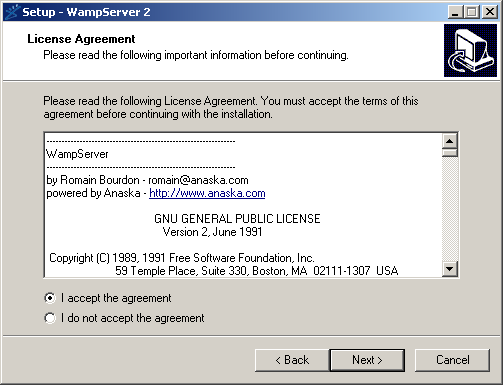 Setup - WampServer 2
License Agreement
Please read the following important information before continuing.
Please read the following License Agreement. You must accept the terms of this
agreement before continuing with the installation.
------------------------------------------------------------
WampServer
------------------------------------------------------------
by Romain Bourdon - romain@anaska.com
powered by Anaska - http://www.anaska.com
GNU GENERAL PUBLIC LICENSE
Version 2, June 1991
Copyright (C) 1989, 1991 Free Software Foundation, Inc.
59 Temple Place, Suite 330, Boston, MA 02111-1307 USA
I accept the agreement
I do not accept the agreement
< Back
Next >
Cancel